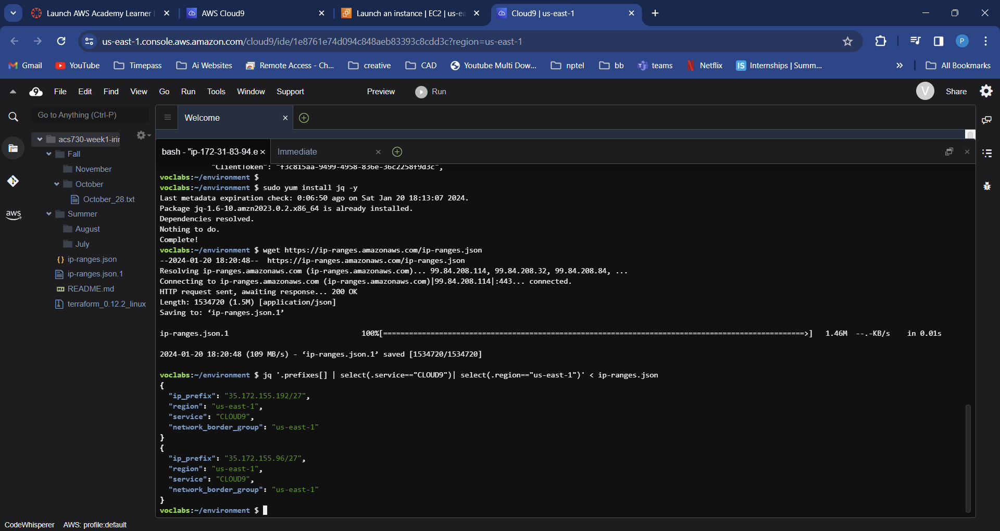 Launch AWS Academy Learner L
AWS Cloud9
Launch an instance | EC2 | us-ea
Cloud9 | us-east-1
us-east-1.console.aws.amazon.com/cloud9/ide/1e8761e74d094c848aeb83393c8cdd3c?region=us-east-1
P
Gmail
YouTube
Timepass
Ai Websites
Remote Access - Ch...
creative
CAD
Youtube Multi Dow...
nptel
bb
teams
Netflix
IS Internships | Summ...
»
All Bookmarks
9 File Edit Find View Go Run Tools Window Support Preview Run V Share
Go to Anything (Ctrl-P)
Welcome
acs730-week1-irin
Fall
November
October
October_28.txt
Summer
August
July
{} ip-ranges.json
ip-ranges.json.1
README.md
terraform_0.12.2_linux
aws
bash - "ip-172-31-83-94.e
Immediate
"ClientToken": "f3c815aa-9499-4958-836e-36c2258f9d3c",
voclabs:~/environment $
voclabs:~/environment $ sudo yum install jq -y
Last metadata expiration check: 0:06:50 ago on Sat Jan 20 18:13:07 2024.
Package jq-1.6-10.amzn2023.0.2.x86_64 is already installed.
Dependencies resolved.
Nothing to do.
Complete!
voclabs:~/environment $ wget https://ip-ranges.amazonaws.com/ip-ranges.json
--2024-01-20 18:20:48--  https://ip-ranges.amazonaws.com/ip-ranges.json
Resolving ip-ranges.amazonaws.com (ip-ranges.amazonaws.com)... 99.84.208.114, 99.84.208.32, 99.84.208.84, ...
Connecting to ip-ranges.amazonaws.com (ip-ranges.amazonaws.com)|99.84.208.114|:443... connected.
HTTP request sent, awaiting response... 200 OK
Length: 1534720 (1.5M) [application/json]
Saving to: ‘ip-ranges.json.1’
ip-ranges.json.1 100%[==================================================================================================>] 1.46M --.-KB/s in 0.01s
2024-01-20 18:20:48 (109 MB/s) - ‘ip-ranges.json.1’ saved [1534720/1534720]
voclabs:~/environment $ jq '.prefixes[] | select(.service=="CLOUD9")| select(.region=="us-east-1")' < ip-ranges.json
{
"ip_prefix": "35.172.155.192/27",
"region": "us-east-1",
"service": "CLOUD9",
"network_border_group": "us-east-1"
}
{
"ip_prefix": "35.172.155.96/27",
"region": "us-east-1",
"service": "CLOUD9",
"network_border_group": "us-east-1"
}
voclabs:~/environment $
CodeWhisperer AWS: profile:default